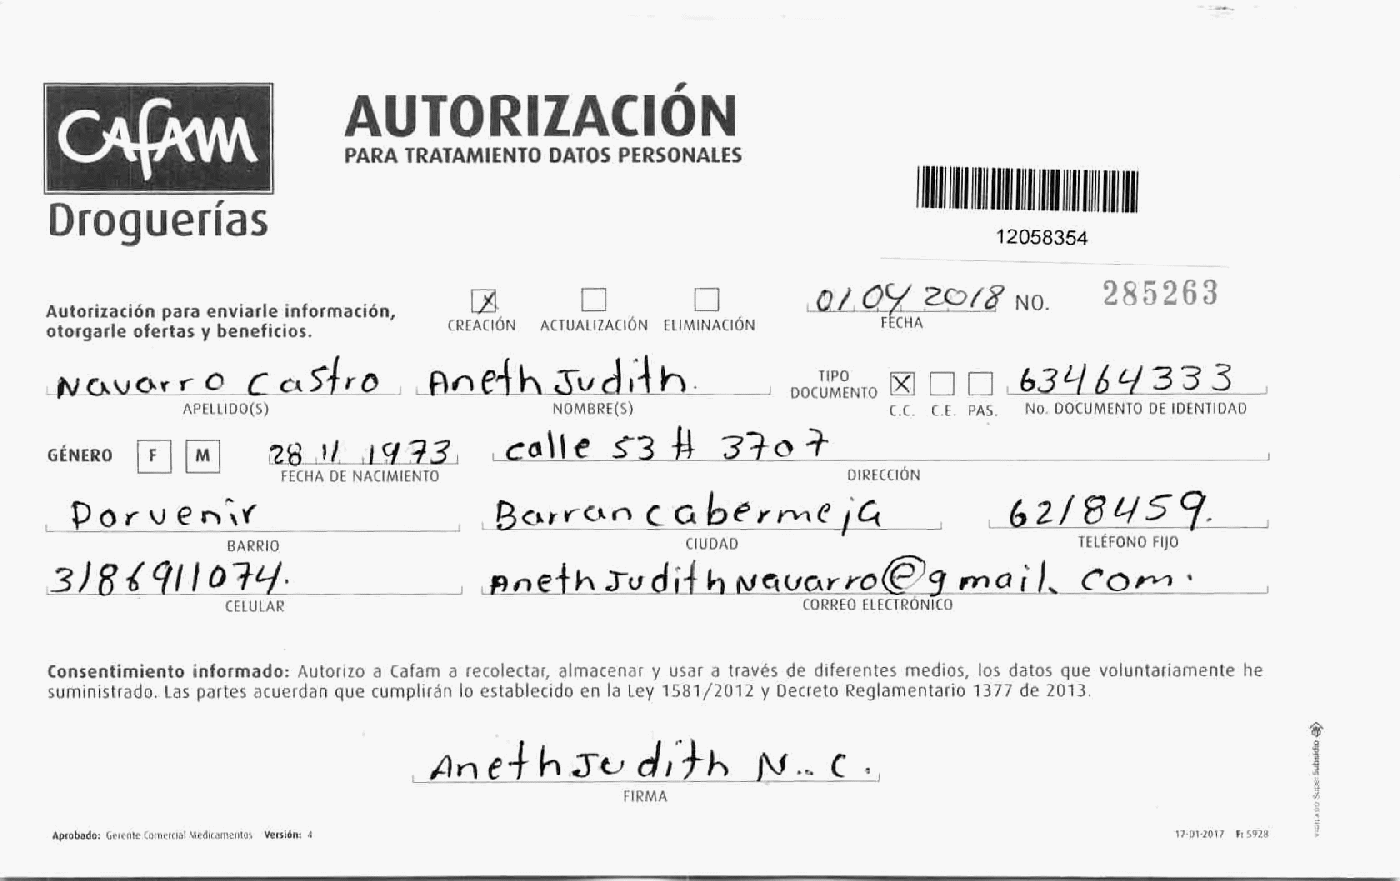 CAFAM
Droguerías
AUTORIZACIÓN
PARA TRATAMIENTO DATOS PERSONALES
12058354
Autorización para enviarle información,
otorgarle ofertas y beneficios.
X CREACIÓN ACTUALIZACIÓN ELIMINACIÓN
01 04 2018 NO. 285263
FECHA
Navarro Castro Aneth Judith TIPO DOCUMENTO X 63464333
APELLIDO(S) NOMBRE(S) C.C. C.E. PAS. No. DOCUMENTO DE IDENTIDAD
GÉNERO F M 28 11 1973 calle 53 # 3707
FECHA DE NACIMIENTO DIRECCIÓN
Porvenir Barrancabermeja 6218459.
BARRIO CIUDAD TELÉFONO FIJO
3186911074. AnethJudithNavarro@gmail.com.
CELULAR CORREO ELECTRÓNICO
Consentimiento informado: Autorizo a Cafam a recolectar, almacenar y usar a través de diferentes medios, los datos que voluntariamente he
suministrado. Las partes acuerdan que cumplirán lo establecido en la Ley 1581/2012 y Decreto Reglamentario 1377 de 2013.
Aneth Judith N.. C.
FIRMA
Aprobado: Gerente Comercial Medicamentos Versión: 4
17-01-2017 F: 5928